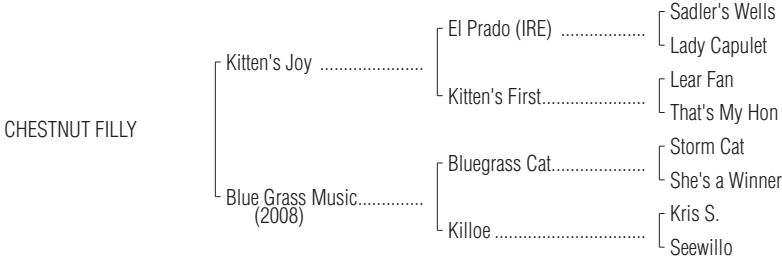 Sadler's Wells
El Prado (IRE) ..................
Lady Capulet
Kitten's Joy ......................
Lear Fan
Kitten's First......................
That's My Hon
CHESTNUT FILLY
Storm Cat
Bluegrass Cat....................
She's a Winner
Blue Grass Music..............
(2008)
Kris S.
Killoe ................................
Seewillo